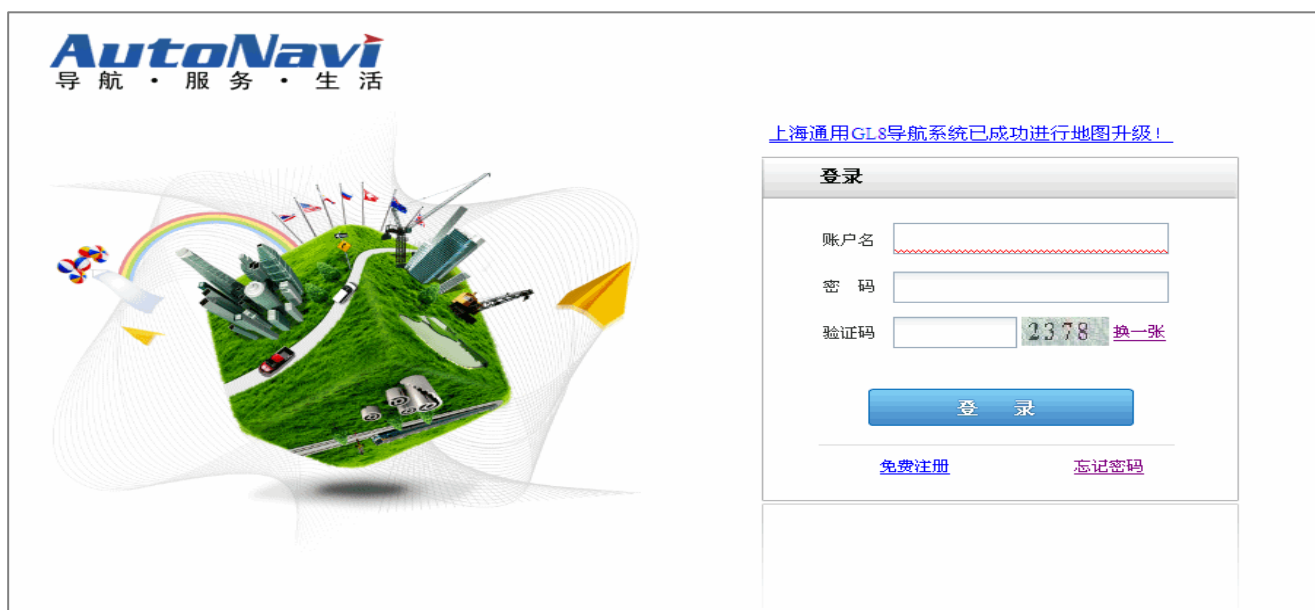 AutoNavi
导航·服务·生活
上海通用GL8导航系统已成功进行地图升级！
登录
账户名
密 码
验证码 2378 换一张
登 录
免费注册 忘记密码